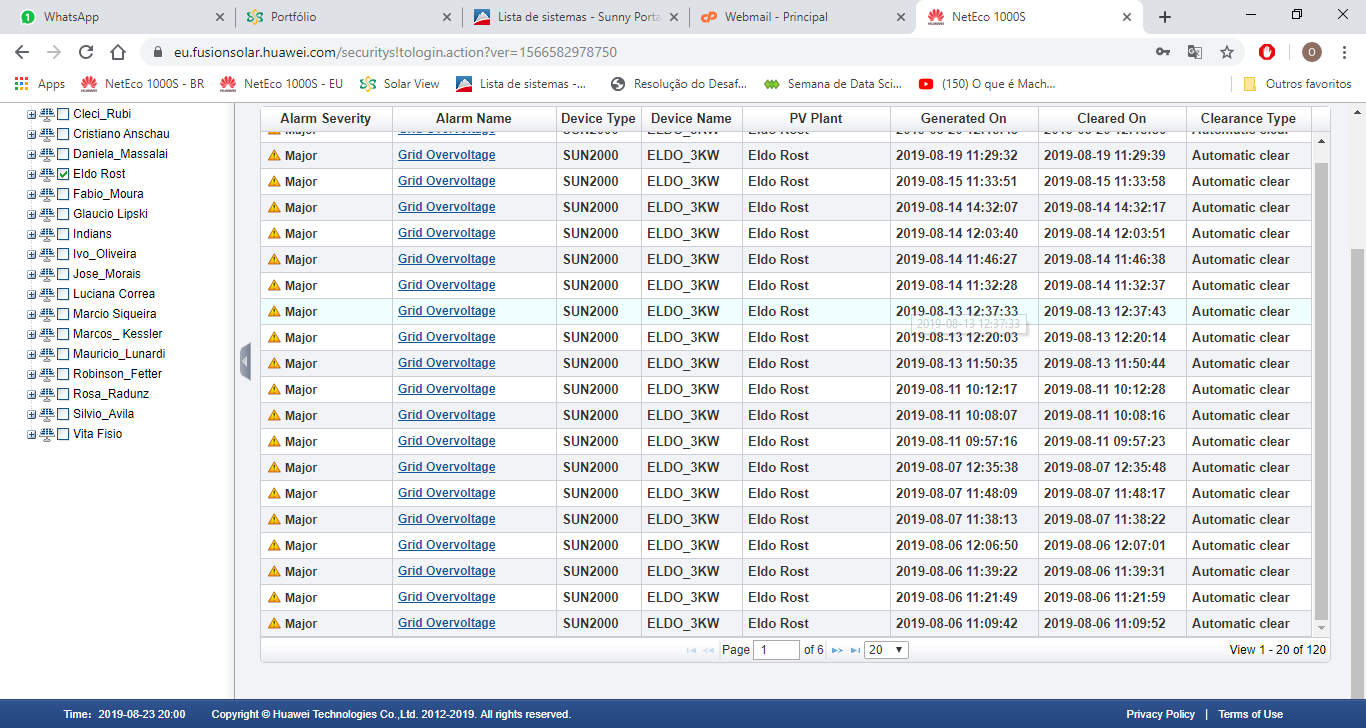 1 WhatsApp Portfólio Lista de sistemas - Sunny Porta Webmail - Principal NetEco 1000S
eu.fusionsolar.huawei.com/securitys!tologin.action?ver=1566582978750 O
Apps NetEco 1000S - BR NetEco 1000S - EU Solar View Lista de sistemas -... Resolução do Desaf... Semana de Data Sci... (150) O que é Mach... Outros favoritos
Cleci_Rubi
Cristiano Anschau
Daniela_Massalai
Eldo Rost
Fabio_Moura
Glaucio Lipski
Indians
Ivo_Oliveira
Jose_Morais
Luciana Correa
Marcio Siqueira
Marcos_ Kessler
Mauricio_Lunardi
Robinson_Fetter
Rosa_Radunz
Silvio_Avila
Vita Fisio
Alarm Severity Alarm Name Device Type Device Name PV Plant Generated On Cleared On Clearance Type
Major Grid Overvoltage SUN2000 ELDO_3KW Eldo Rost 2019-08-19 11:29:32 2019-08-19 11:29:39 Automatic clear
Major Grid Overvoltage SUN2000 ELDO_3KW Eldo Rost 2019-08-15 11:33:51 2019-08-15 11:33:58 Automatic clear
Major Grid Overvoltage SUN2000 ELDO_3KW Eldo Rost 2019-08-14 14:32:07 2019-08-14 14:32:17 Automatic clear
Major Grid Overvoltage SUN2000 ELDO_3KW Eldo Rost 2019-08-14 12:03:40 2019-08-14 12:03:51 Automatic clear
Major Grid Overvoltage SUN2000 ELDO_3KW Eldo Rost 2019-08-14 11:46:27 2019-08-14 11:46:38 Automatic clear
Major Grid Overvoltage SUN2000 ELDO_3KW Eldo Rost 2019-08-14 11:32:28 2019-08-14 11:32:37 Automatic clear
Major Grid Overvoltage SUN2000 ELDO_3KW Eldo Rost 2019-08-13 12:37:33 2019-08-13 12:37:43 Automatic clear
2019-08-13 12:37:33
Major Grid Overvoltage SUN2000 ELDO_3KW Eldo Rost 2019-08-13 12:20:03 2019-08-13 12:20:14 Automatic clear
Major Grid Overvoltage SUN2000 ELDO_3KW Eldo Rost 2019-08-13 11:50:35 2019-08-13 11:50:44 Automatic clear
Major Grid Overvoltage SUN2000 ELDO_3KW Eldo Rost 2019-08-11 10:12:17 2019-08-11 10:12:28 Automatic clear
Major Grid Overvoltage SUN2000 ELDO_3KW Eldo Rost 2019-08-11 10:08:07 2019-08-11 10:08:16 Automatic clear
Major Grid Overvoltage SUN2000 ELDO_3KW Eldo Rost 2019-08-11 09:57:16 2019-08-11 09:57:23 Automatic clear
Major Grid Overvoltage SUN2000 ELDO_3KW Eldo Rost 2019-08-07 12:35:38 2019-08-07 12:35:48 Automatic clear
Major Grid Overvoltage SUN2000 ELDO_3KW Eldo Rost 2019-08-07 11:48:09 2019-08-07 11:48:17 Automatic clear
Major Grid Overvoltage SUN2000 ELDO_3KW Eldo Rost 2019-08-07 11:38:13 2019-08-07 11:38:22 Automatic clear
Major Grid Overvoltage SUN2000 ELDO_3KW Eldo Rost 2019-08-06 12:06:50 2019-08-06 12:07:01 Automatic clear
Major Grid Overvoltage SUN2000 ELDO_3KW Eldo Rost 2019-08-06 11:39:22 2019-08-06 11:39:31 Automatic clear
Major Grid Overvoltage SUN2000 ELDO_3KW Eldo Rost 2019-08-06 11:21:49 2019-08-06 11:21:59 Automatic clear
Major Grid Overvoltage SUN2000 ELDO_3KW Eldo Rost 2019-08-06 11:09:42 2019-08-06 11:09:52 Automatic clear
Page 1 of 6 20 View 1 - 20 of 120
Time: 2019-08-23 20:00 Copyright © Huawei Technologies Co.,Ltd. 2012-2019. All rights reserved. Privacy Policy | Terms of Use